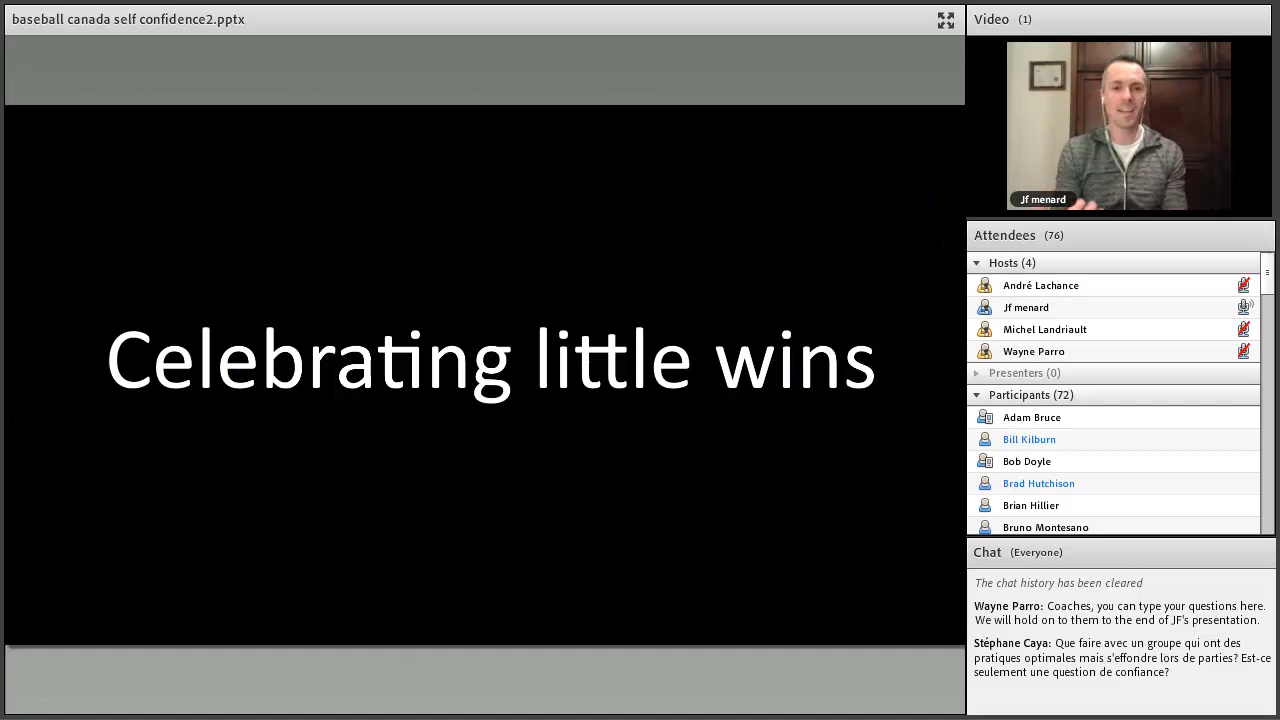 baseball canada self confidence2.pptx
Celebrating little wins
Video (1)
Jf menard
Attendees (76)
Hosts (4)
André Lachance
Jf menard
Michel Landriault
Wayne Parro
Presenters (0)
Participants (72)
Adam Bruce
Bill Kilburn
Bob Doyle
Brad Hutchison
Brian Hillier
Bruno Montesano
Chat (Everyone)
The chat history has been cleared
Wayne Parro: Coaches, you can type your questions here.
We will hold on to them to the end of JF's presentation.
Stéphane Caya: Que faire avec un groupe qui ont des
pratiques optimales mais s'effondre lors de parties? Est-ce
seulement une question de confiance?